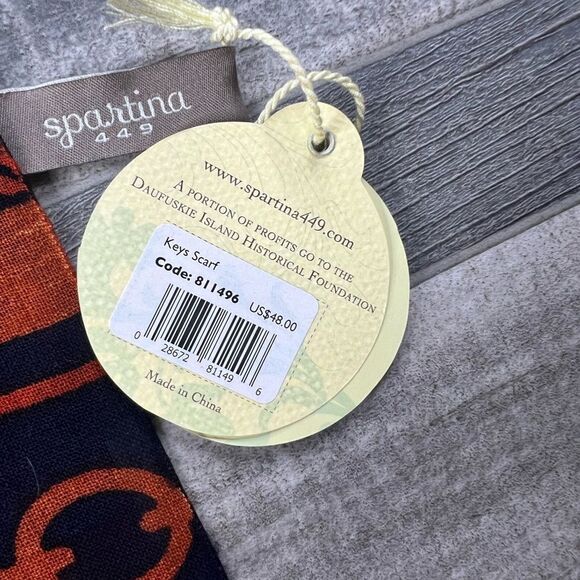 spartina
449
www.spartina449.com
A PORTION OF PROFITS GO TO THE
DAUFUSKIE ISLAND HISTORICAL FOUNDATION
Keys Scarf
Code: 811496
US$48.00
0 28672 81149 6
Made in China